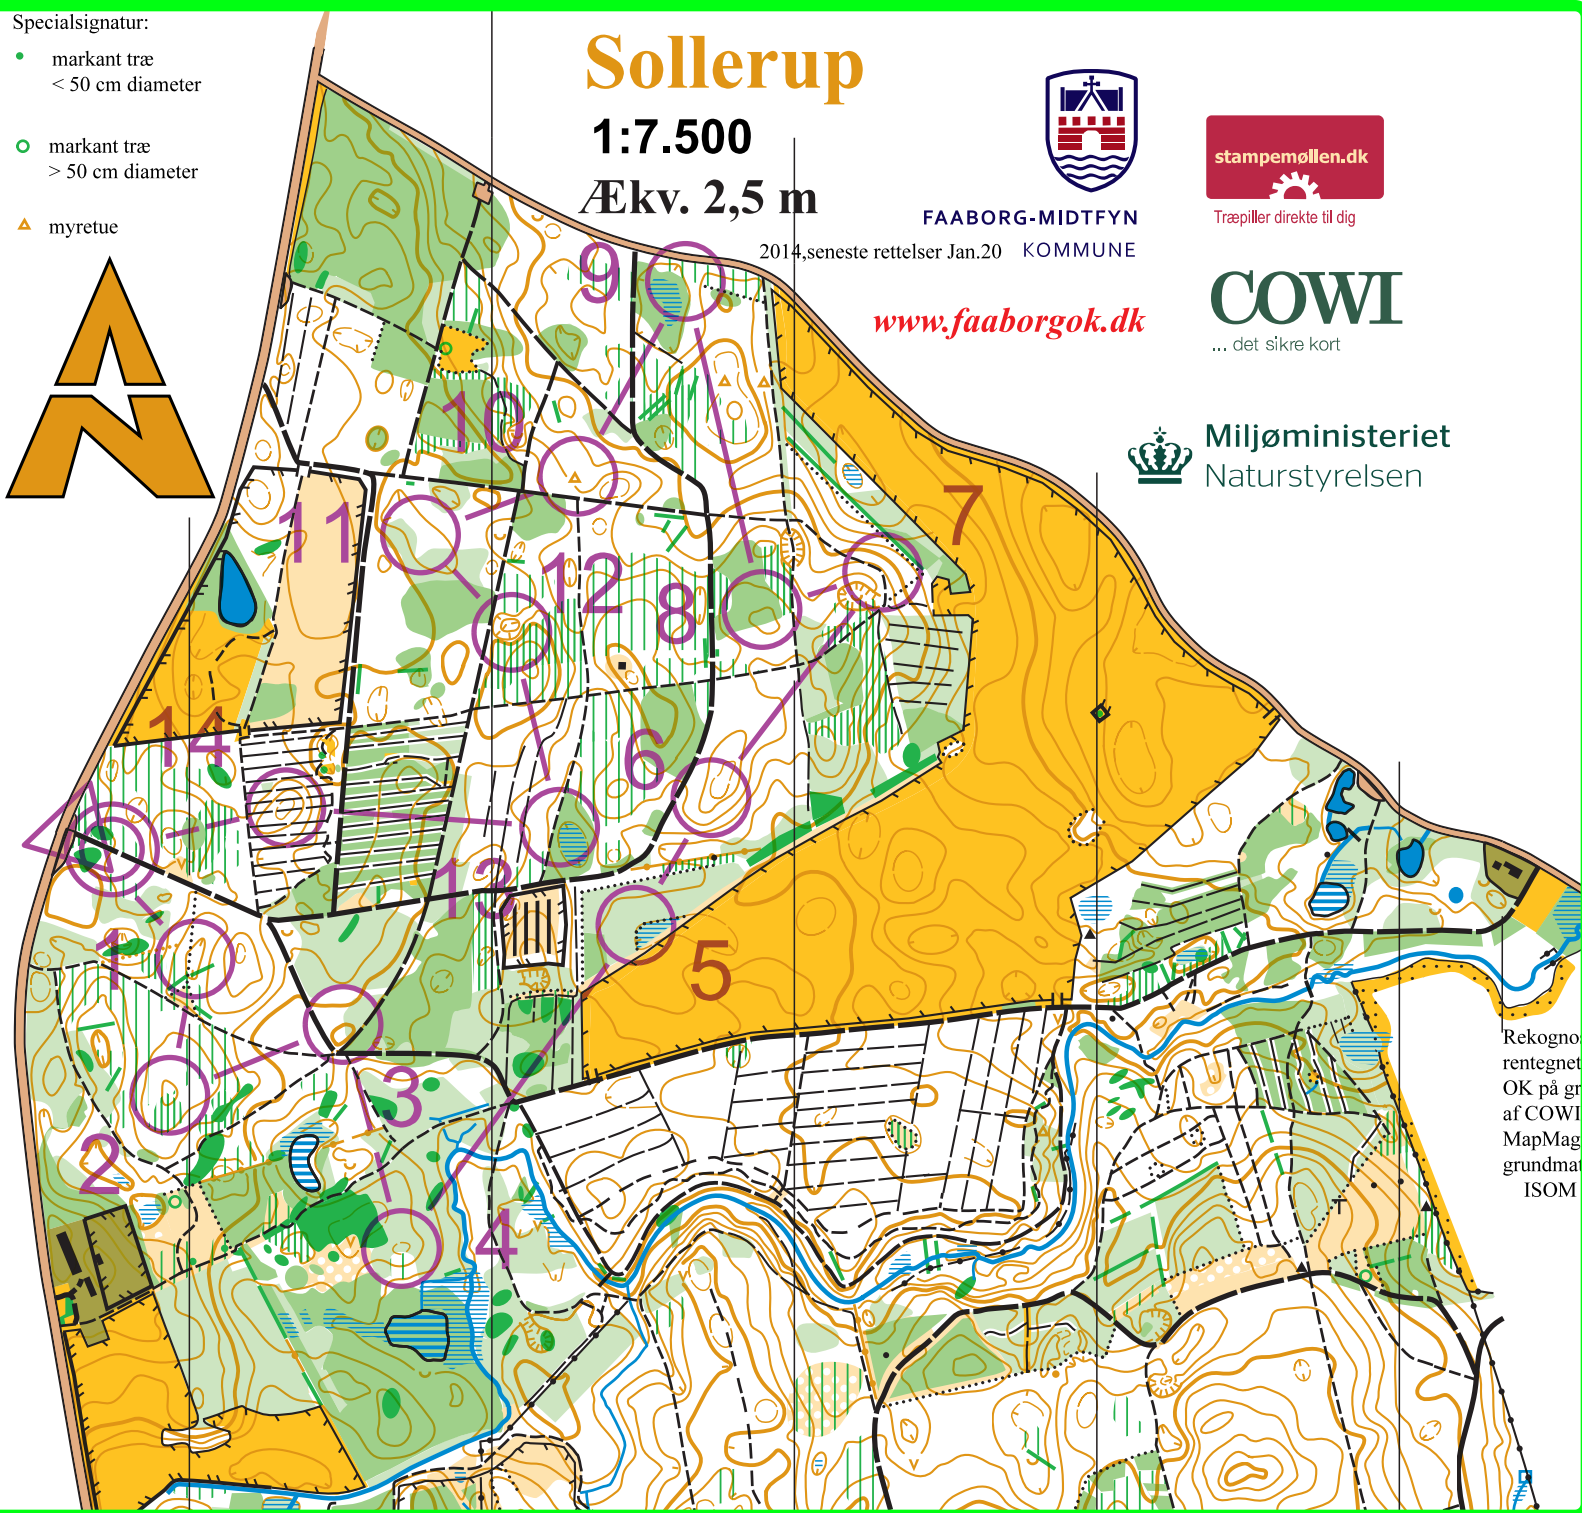 Specialsignatur:
markant træ
< 50 cm diameter
markant træ
> 50 cm diameter
myretue
Sollerup
1:7.500
Ækv. 2,5 m
2014,seneste rettelser Jan.20
FAABORG-MIDTFYN
KOMMUNE
www.faaborgok.dk
stampemøllen.dk
Træpiller direkte til dig
COWI
... det sikre kort
Miljøministeriet
Naturstyrelsen
N
9
10
11
12
7
8
14
6
13
1
5
3
2
4
Rekogno
rentegnet
OK på gr
af COWI
MapMag
grundmat
ISOM